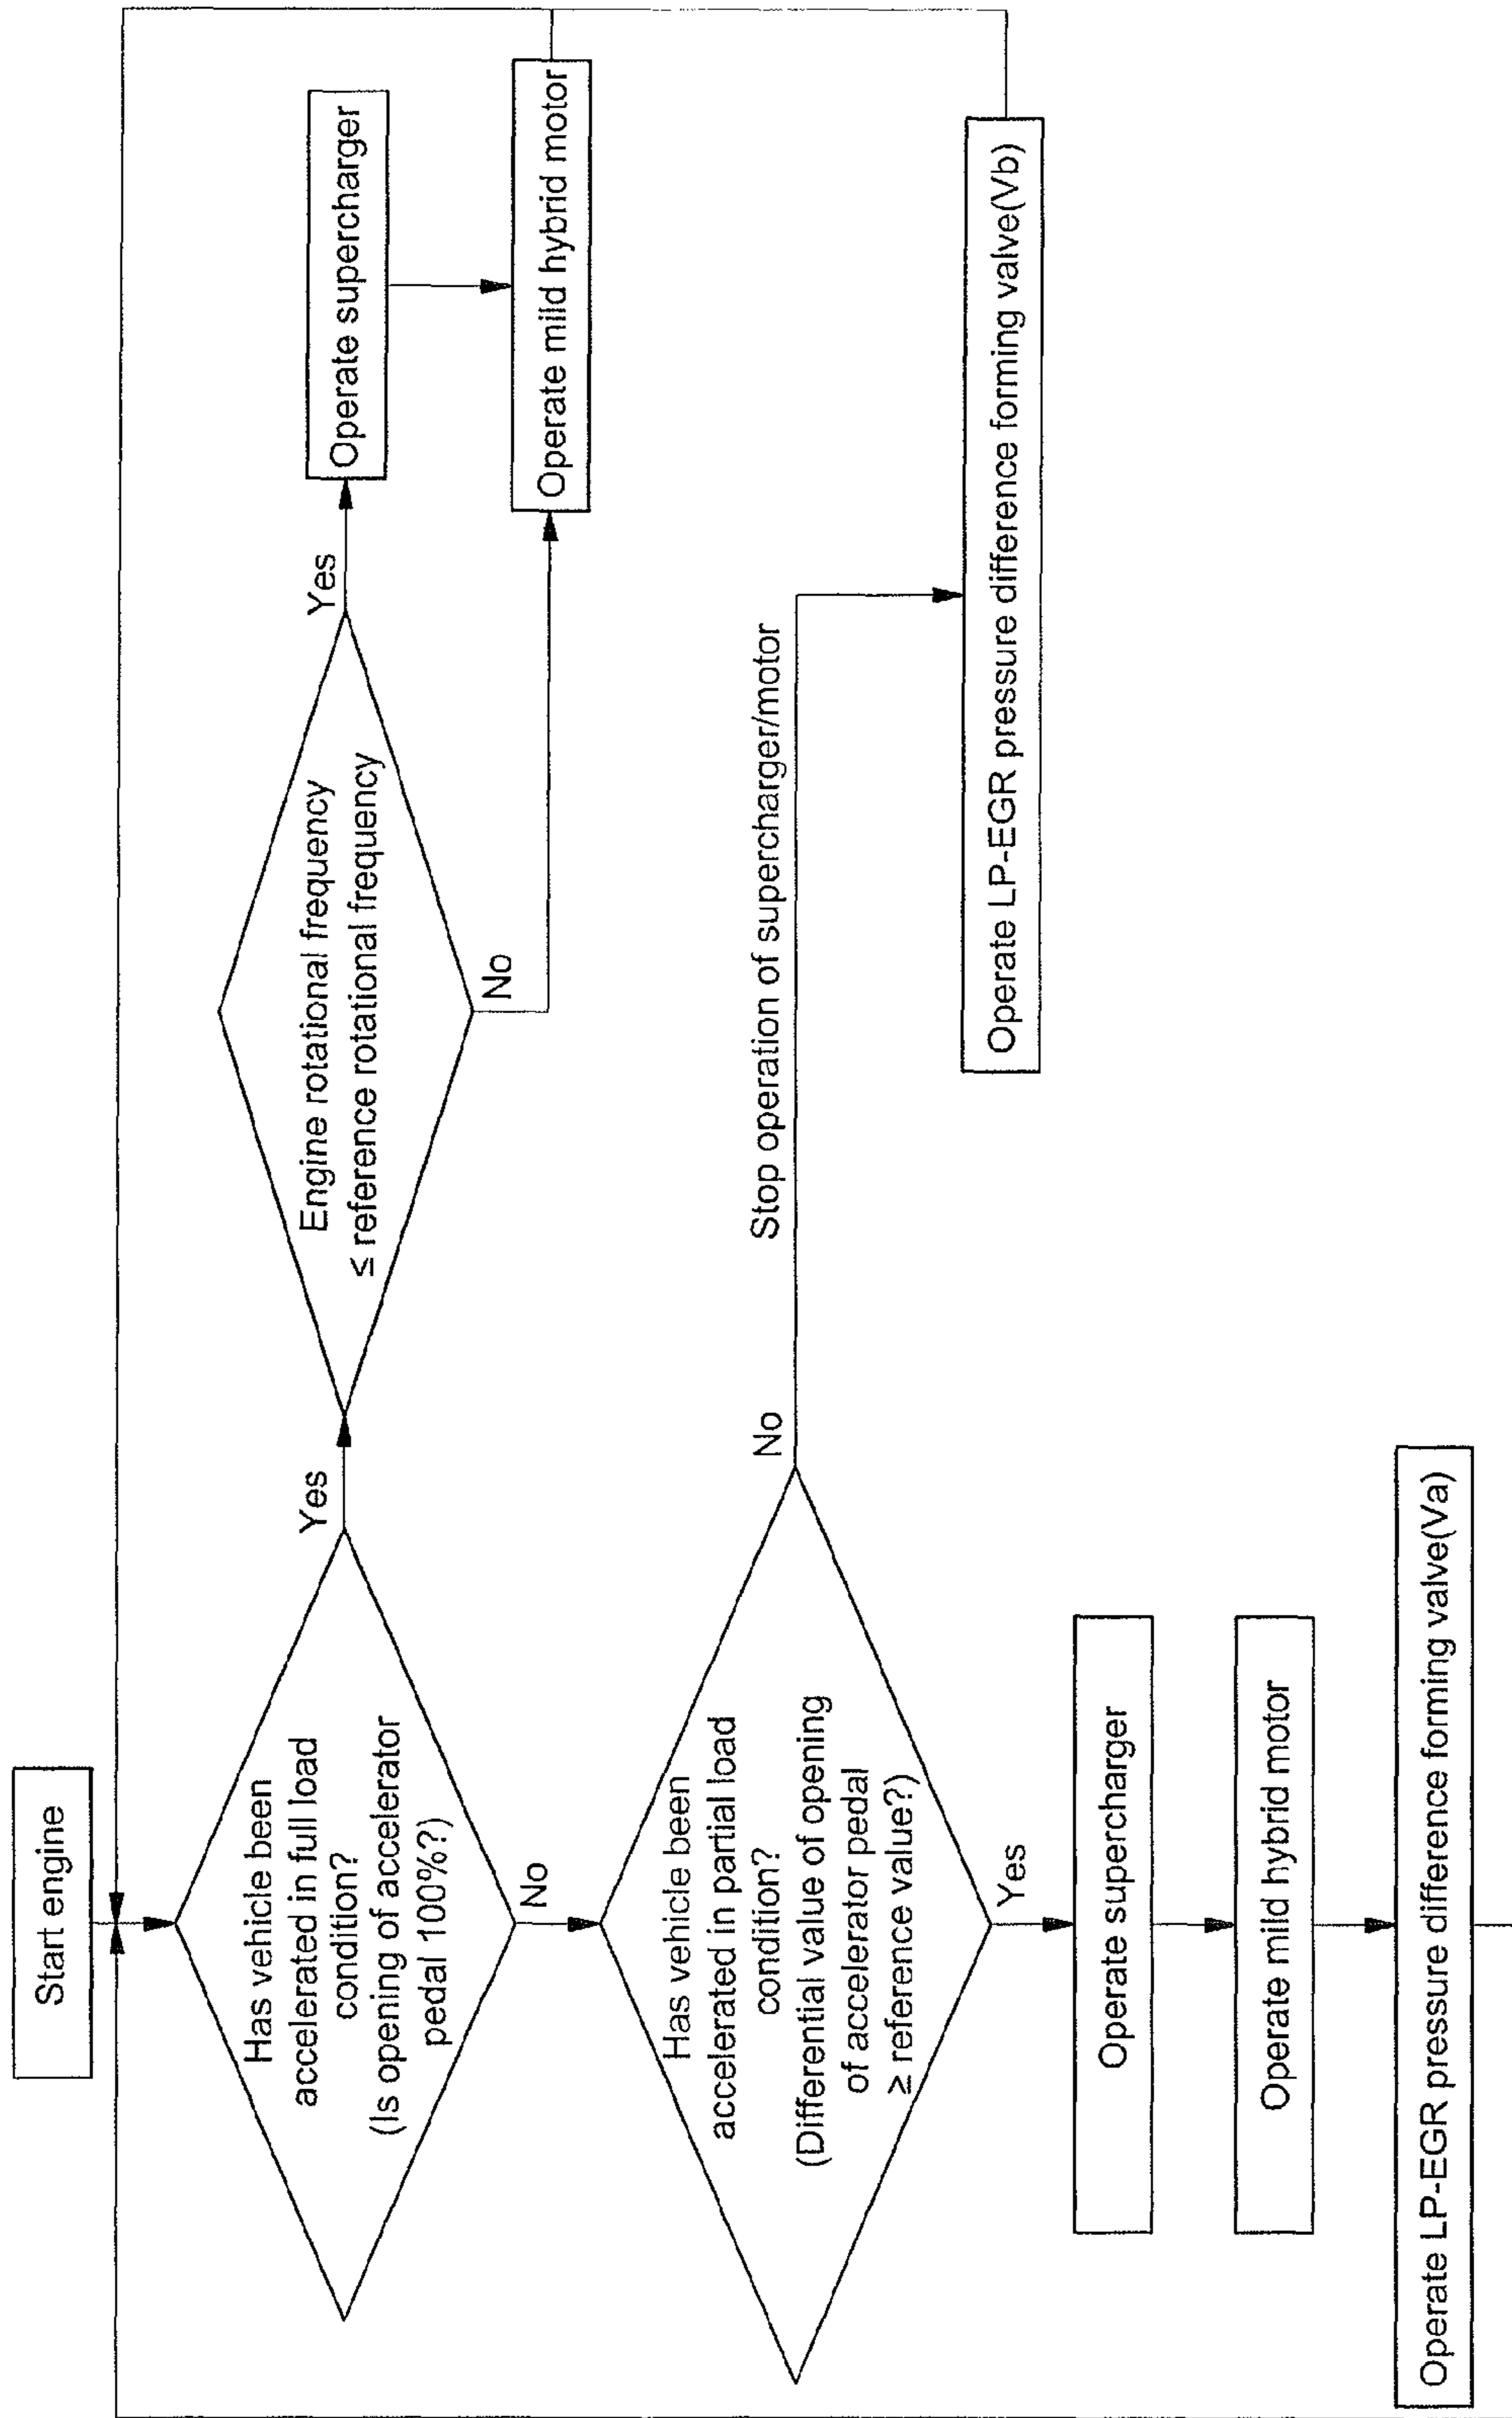 Start engine
Has vehicle been
accelerated in full load
condition?
(Is opening of accelerator
pedal 100%?)
Yes
No
Engine rotational frequency
≤ reference rotational frequency
Yes
No
Operate supercharger
Operate mild hybrid motor
Has vehicle been
accelerated in partial load
condition?
(Differential value of opening
of accelerator pedal
≥ reference value?)
No
Yes
Stop operation of supercharger/motor
Operate LP-EGR pressure difference forming valve(Vb)
Operate supercharger
Operate mild hybrid motor
Operate LP-EGR pressure difference forming valve(Va)